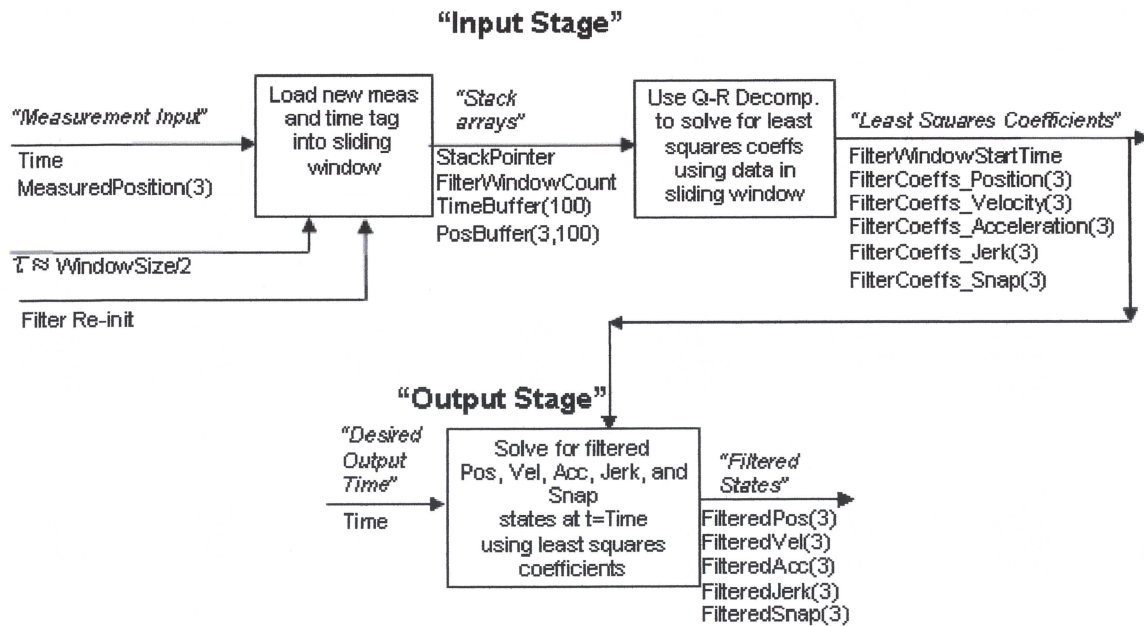 “Input Stage”
“Measurement Input”
Time
MeasuredPosition(3)
τ ≈ WindowSize/2
Filter Re-init
Load new meas
and time tag
into sliding
window
“Stack
arrays”
StackPointer
FilterWindowCount
TimeBuffer(100)
PosBuffer(3,100)
Use Q-R Decomp.
to solve for least
squares coeffs
using data in
sliding window
“Least Squares Coefficients”
FilterWindowStartTime
FilterCoeffs_Position(3)
FilterCoeffs_Velocity(3)
FilterCoeffs_Acceleration(3)
FilterCoeffs_Jerk(3)
FilterCoeffs_Snap(3)
“Output Stage”
“Desired
Output
Time”
Time
Solve for filtered
Pos, Vel, Acc, Jerk, and
Snap
states at t=Time
using least squares
coefficients
“Filtered
States”
FilteredPos(3)
FilteredVel(3)
FilteredAcc(3)
FilteredJerk(3)
FilteredSnap(3)